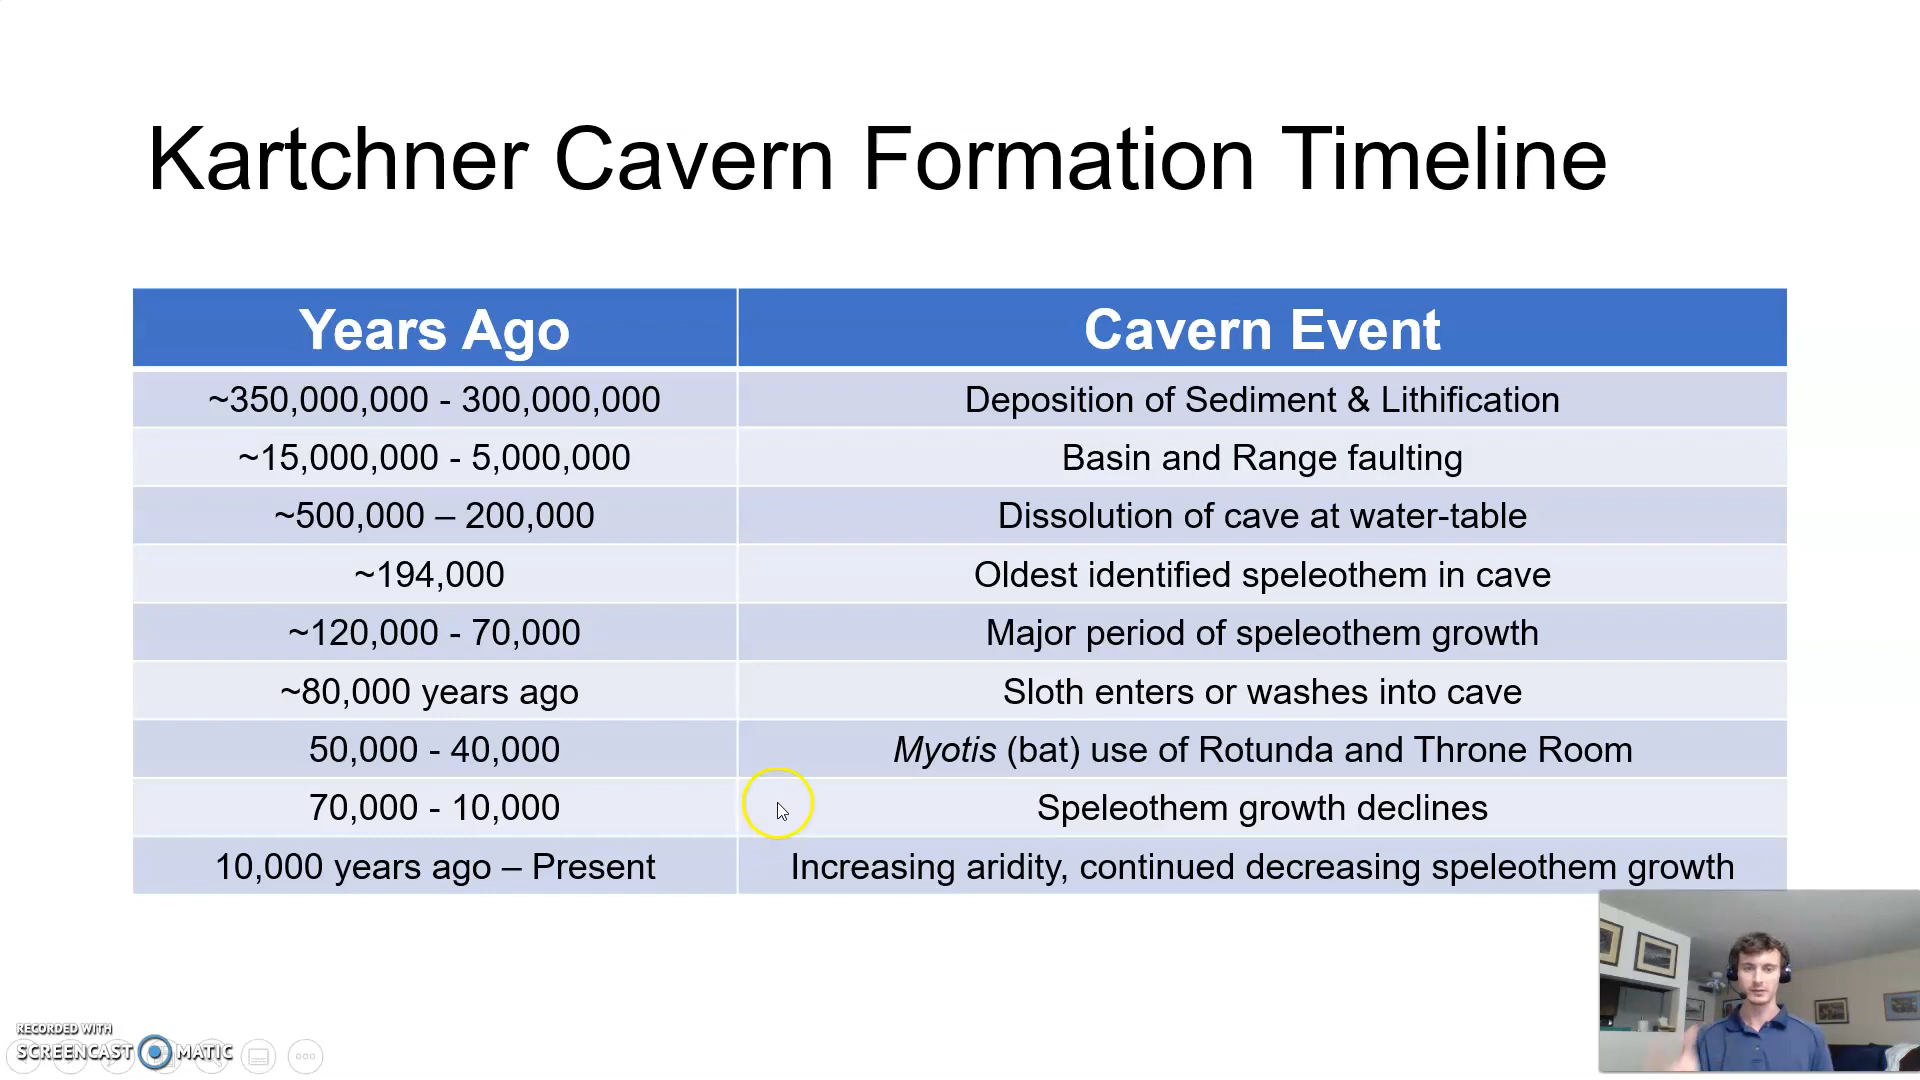 Kartchner Cavern Formation Timeline
Years Ago Cavern Event
~350,000,000 - 300,000,000 Deposition of Sediment & Lithification
~15,000,000 - 5,000,000 Basin and Range faulting
~500,000 – 200,000 Dissolution of cave at water-table
~194,000 Oldest identified speleothem in cave
~120,000 - 70,000 Major period of speleothem growth
~80,000 years ago Sloth enters or washes into cave
50,000 - 40,000 Myotis (bat) use of Rotunda and Throne Room
70,000 - 10,000 Speleothem growth declines
10,000 years ago – Present Increasing aridity, continued decreasing speleothem growth
RECORDED WITH
SCREENCAST MATIC